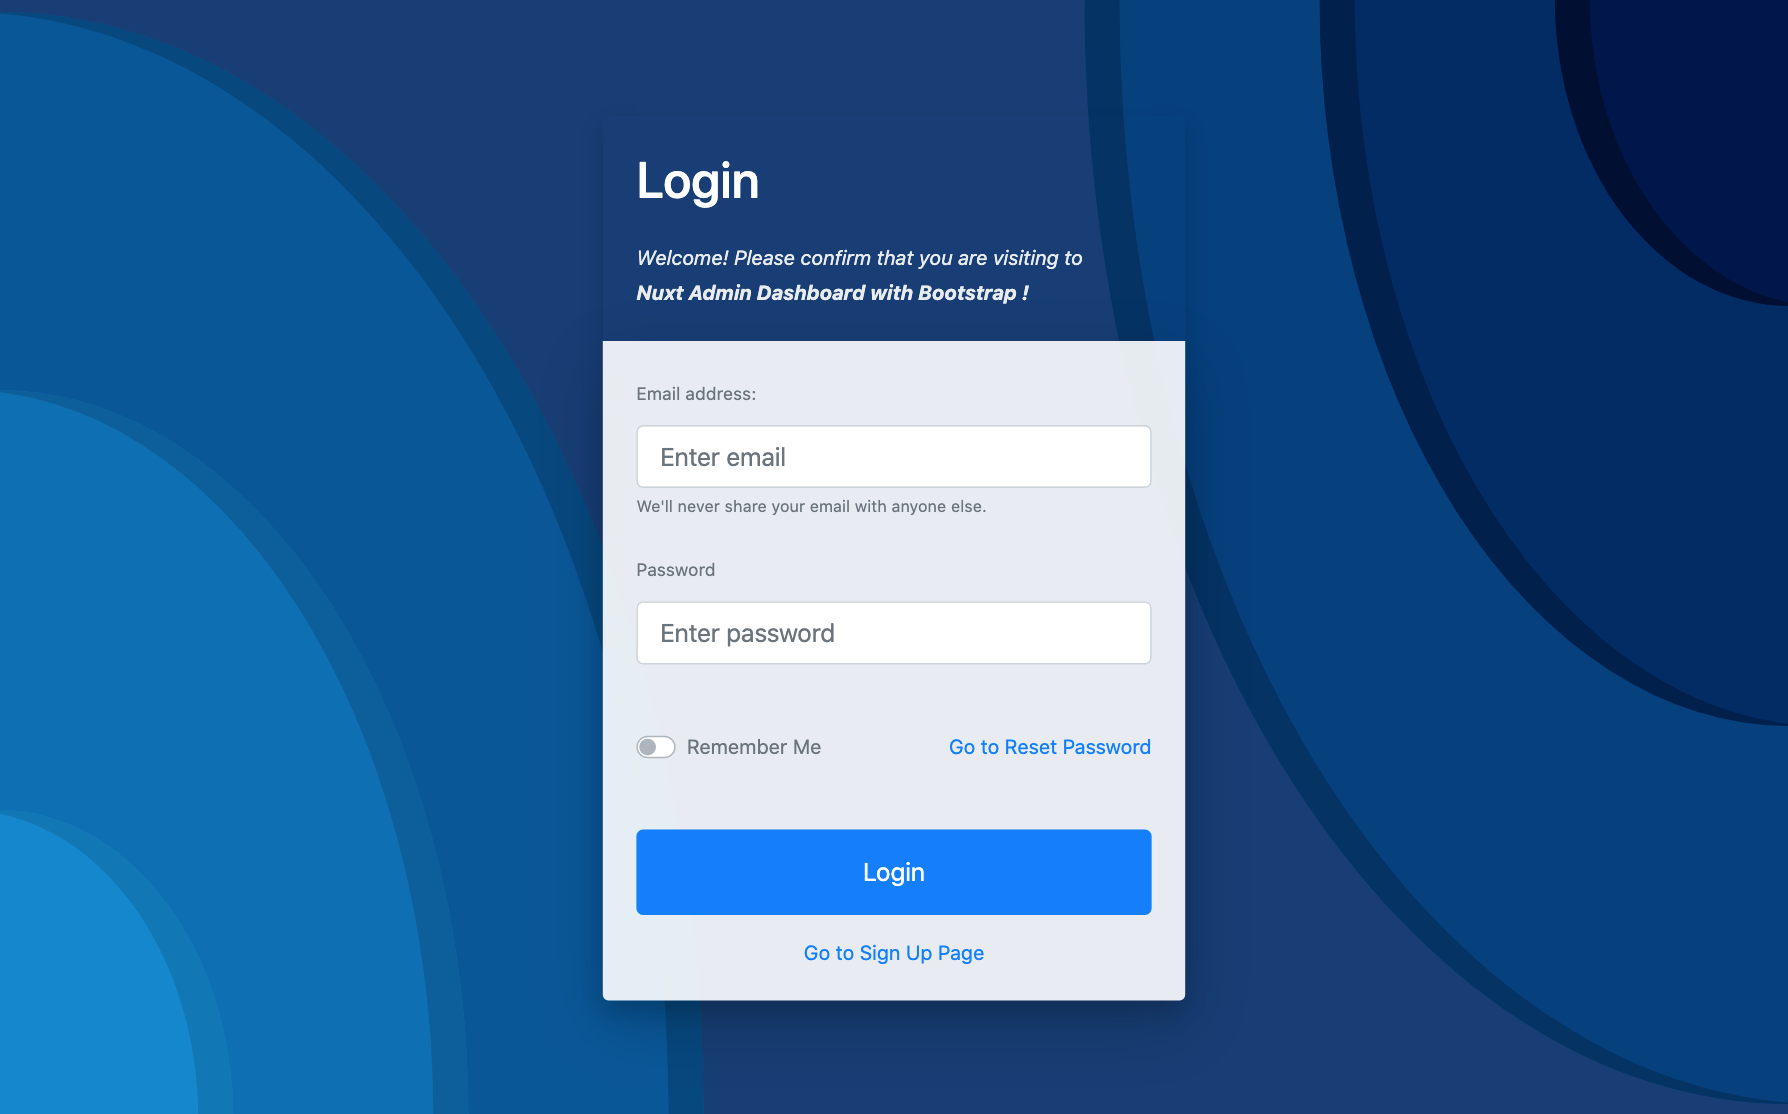 Login
Welcome! Please confirm that you are visiting to
Nuxt Admin Dashboard with Bootstrap !
Email address:
Enter email
We'll never share your email with anyone else.
Password
Enter password
Remember Me
Go to Reset Password
Login
Go to Sign Up Page